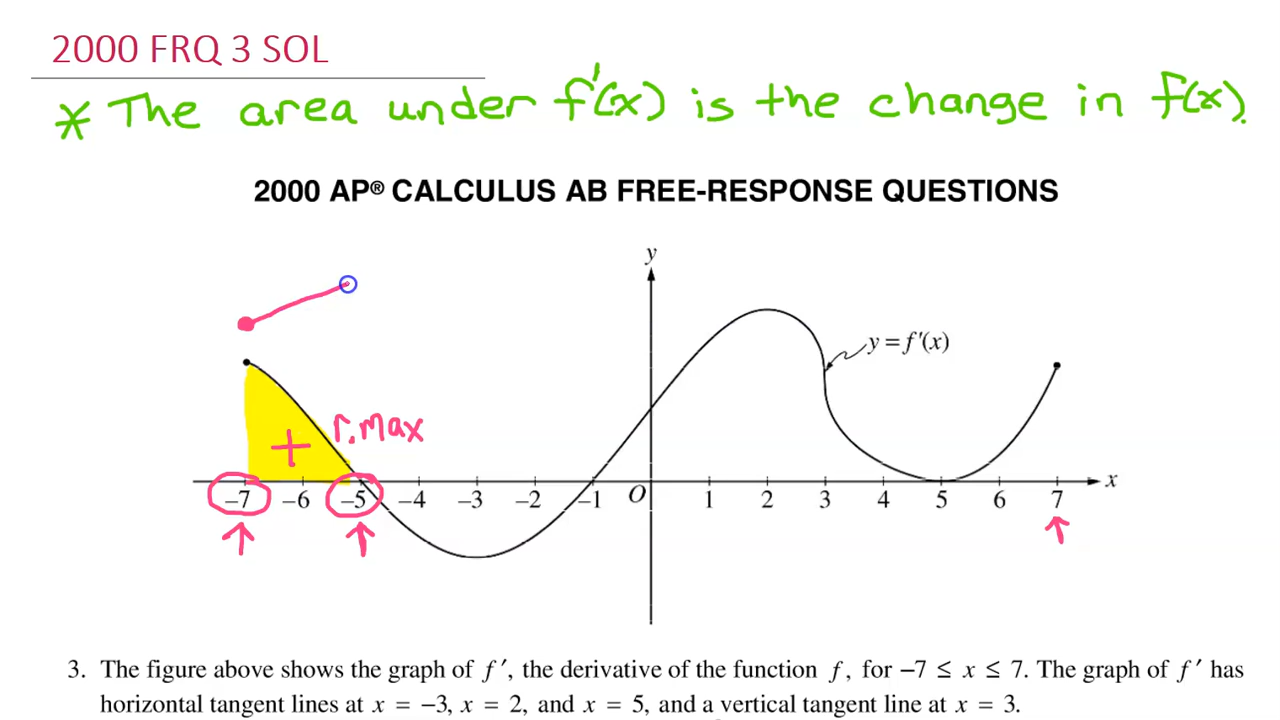 2000 FRQ 3 SOL
* The area under f'(x) is the change in f(x).
2000 AP® CALCULUS AB FREE-RESPONSE QUESTIONS
y
y = f'(x)
+ r.max
x
–7 –6 –5 –4 –3 –2 –1 O 1 2 3 4 5 6 7
3. The figure above shows the graph of f ′, the derivative of the function f, for –7 ≤ x ≤ 7. The graph of f ′ has
horizontal tangent lines at x = –3, x = 2, and x = 5, and a vertical tangent line at x = 3.